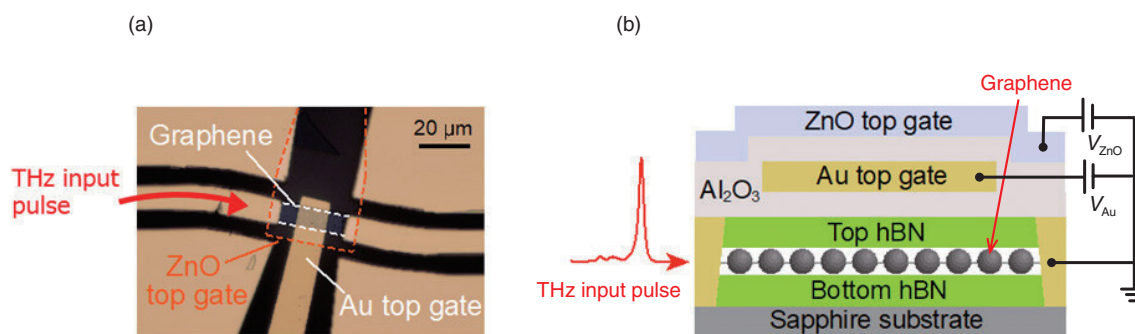 (a)
Graphene
20 μm
THz input
pulse
ZnO
top gate
Au top gate
(b)
Graphene
ZnO top gate
V_ZnO
Au top gate
Al₂O₃
V_Au
Top hBN
THz input pulse
Bottom hBN
Sapphire substrate